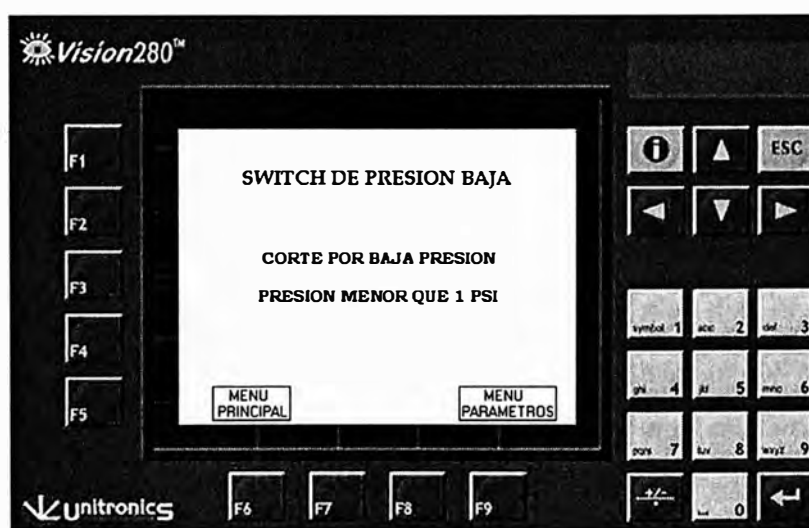 Vision280™
F1
F2
F3
F4
F5
SWITCH DE PRESION BAJA
CORTE POR BAJA PRESION
PRESION MENOR QUE 1 PSI
MENU
PRINCIPAL
MENU
PARAMETROS
F6
F7
F8
F9
unitronics
i
ESC
symbol 1
abc 2
def 3
ghi 4
jkl 5
mno 6
pqrs 7
tuv 8
wxyz 9
+/-
0